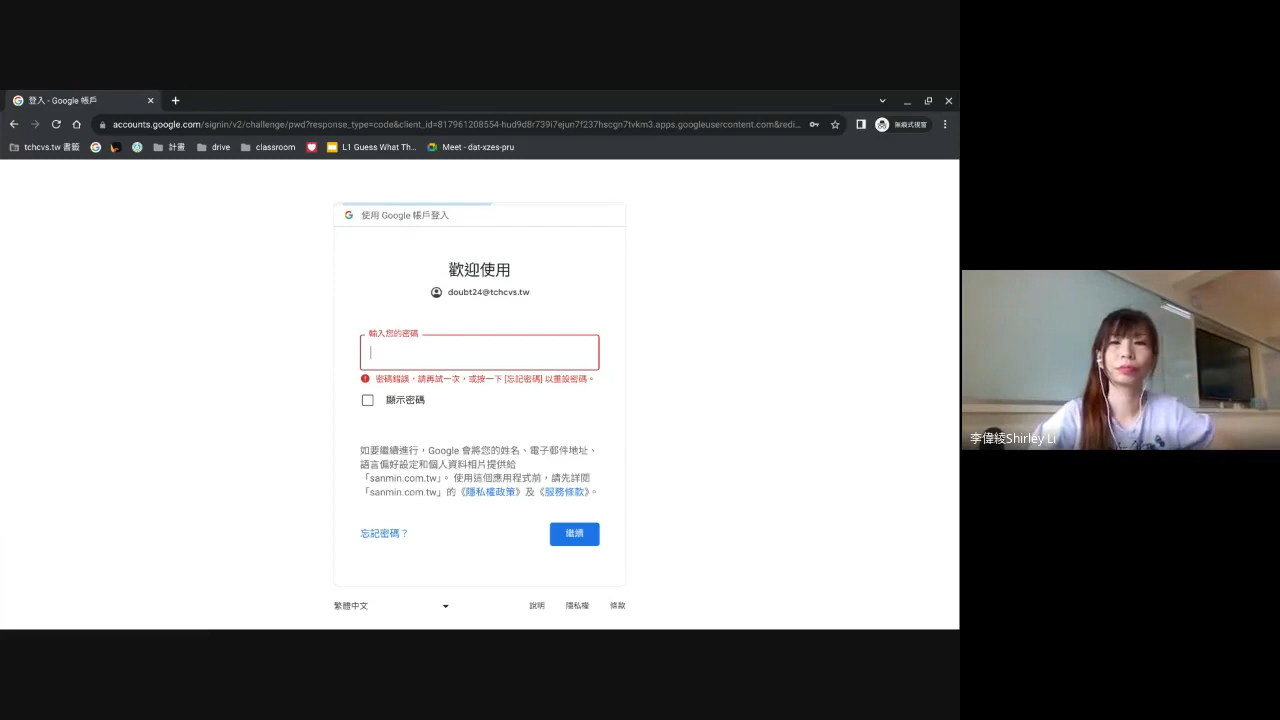 登入 - Google 帳戶
accounts.google.com/signin/v2/challenge/pwd?response_type=code&client_id=817961208554-hud9d8r739i7ejun7f237hscgn7tvkm3.apps.googleusercontent.com&redi...
無痕式視窗
tchcvs.tw 書籤
計畫
drive
classroom
L1 Guess What Th...
Meet - dat-xzes-pru
使用 Google 帳戶登入
歡迎使用
doubt24@tchcvs.tw
輸入您的密碼
密碼錯誤，請再試一次，或按一下 [忘記密碼] 以重設密碼。
顯示密碼
如要繼續進行，Google 會將您的姓名、電子郵件地址、
語言偏好設定和個人資料相片提供給
「sanmin.com.tw」。 使用這個應用程式前，請先詳閱
「sanmin.com.tw」的《隱私權政策》及《服務條款》。
忘記密碼？
繼續
繁體中文
說明
隱私權
條款
李偉綾Shirley Li